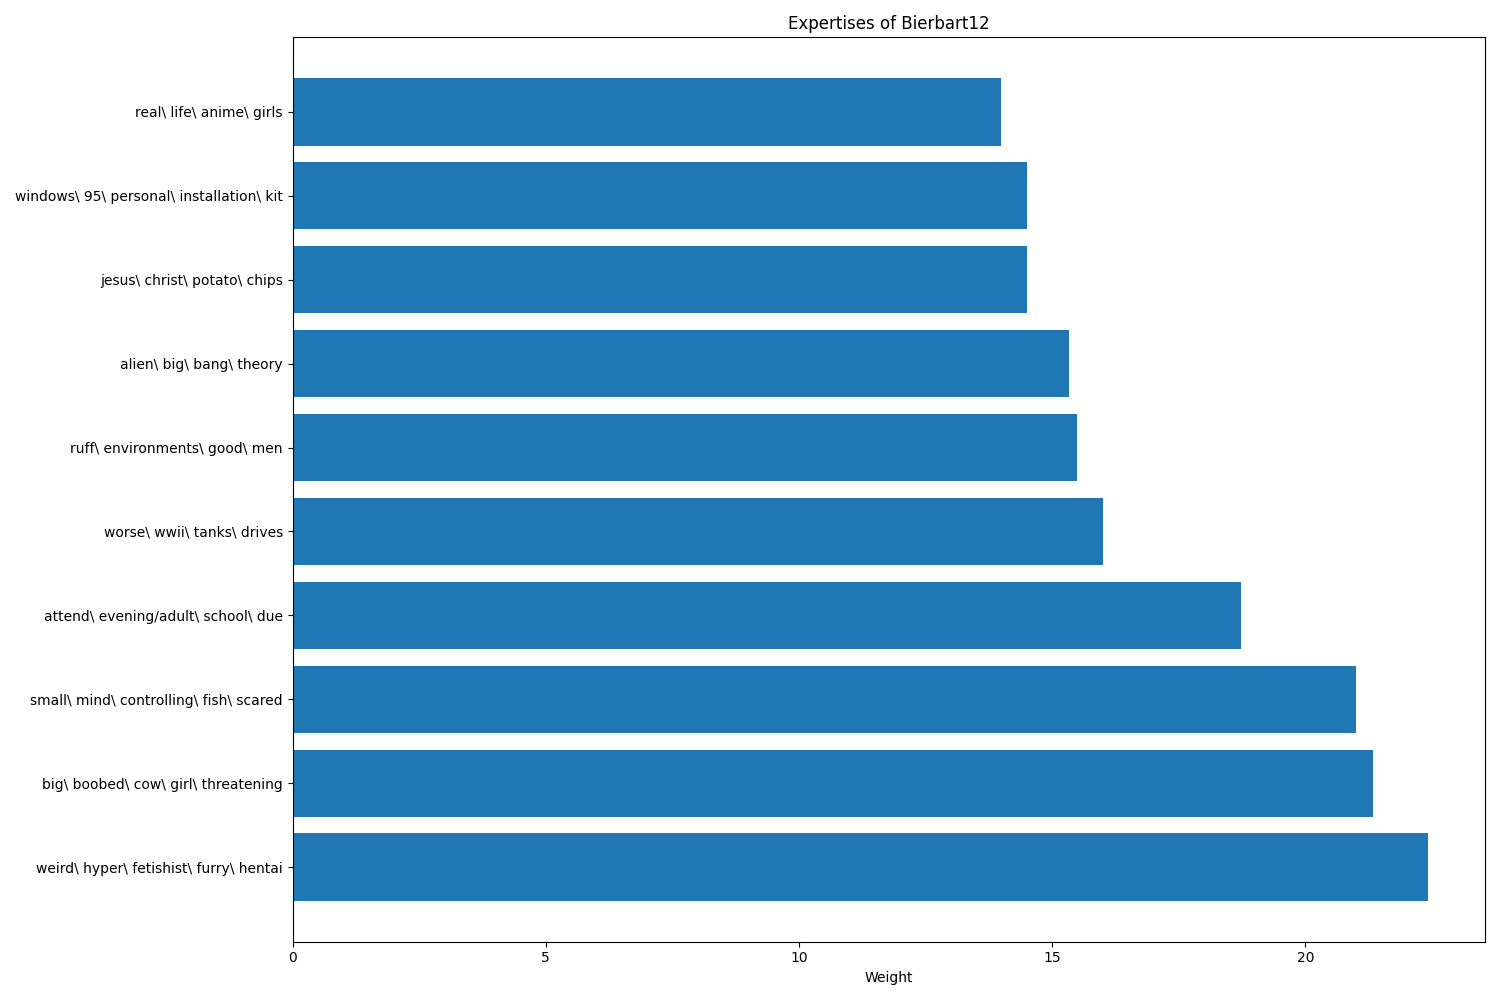 Expertises of Bierbart12
real\ life\ anime\ girls
windows\ 95\ personal\ installation\ kit
jesus\ christ\ potato\ chips
alien\ big\ bang\ theory
ruff\ environments\ good\ men
worse\ wwii\ tanks\ drives
attend\ evening/adult\ school\ due
small\ mind\ controlling\ fish\ scared
big\ boobed\ cow\ girl\ threatening
weird\ hyper\ fetishist\ furry\ hentai
0 5 10 15 20
Weight